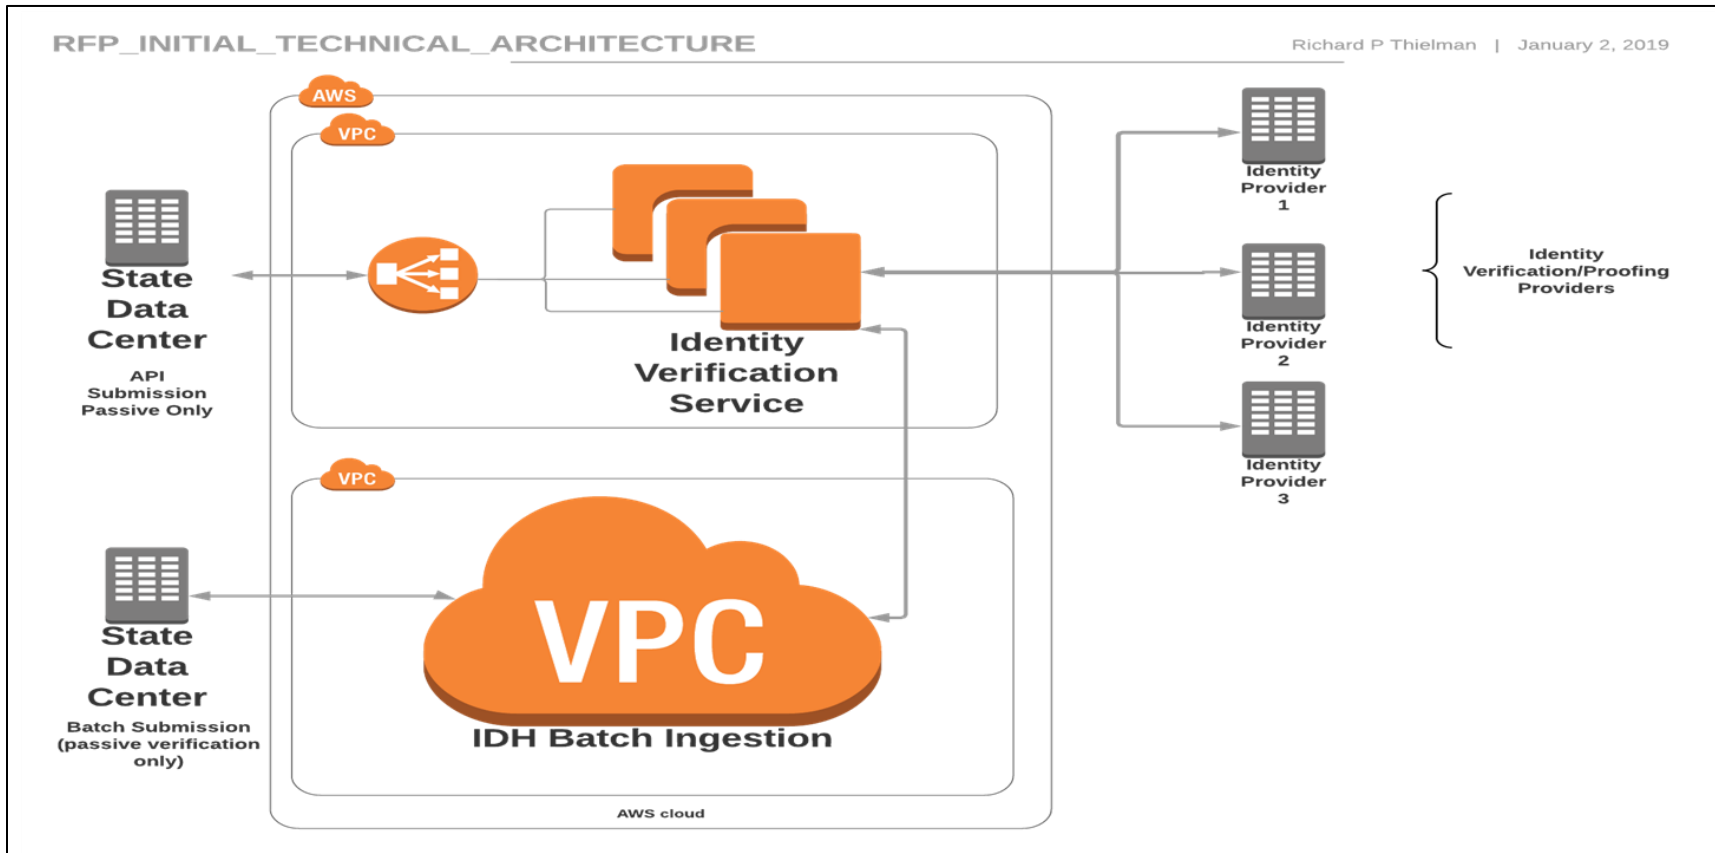 RFP_INITIAL_TECHNICAL_ARCHITECTURE
Richard P Thielman | January 2, 2019
AWS
VPC
State
Data
Center
API
Submission
Passive Only
Identity
Verification
Service
Identity
Provider
1
Identity
Provider
2
Identity
Provider
3
Identity
Verification/Proofing
Providers
VPC
State
Data
Center
Batch Submission
(passive verification
only)
VPC
IDH Batch Ingestion
AWS cloud